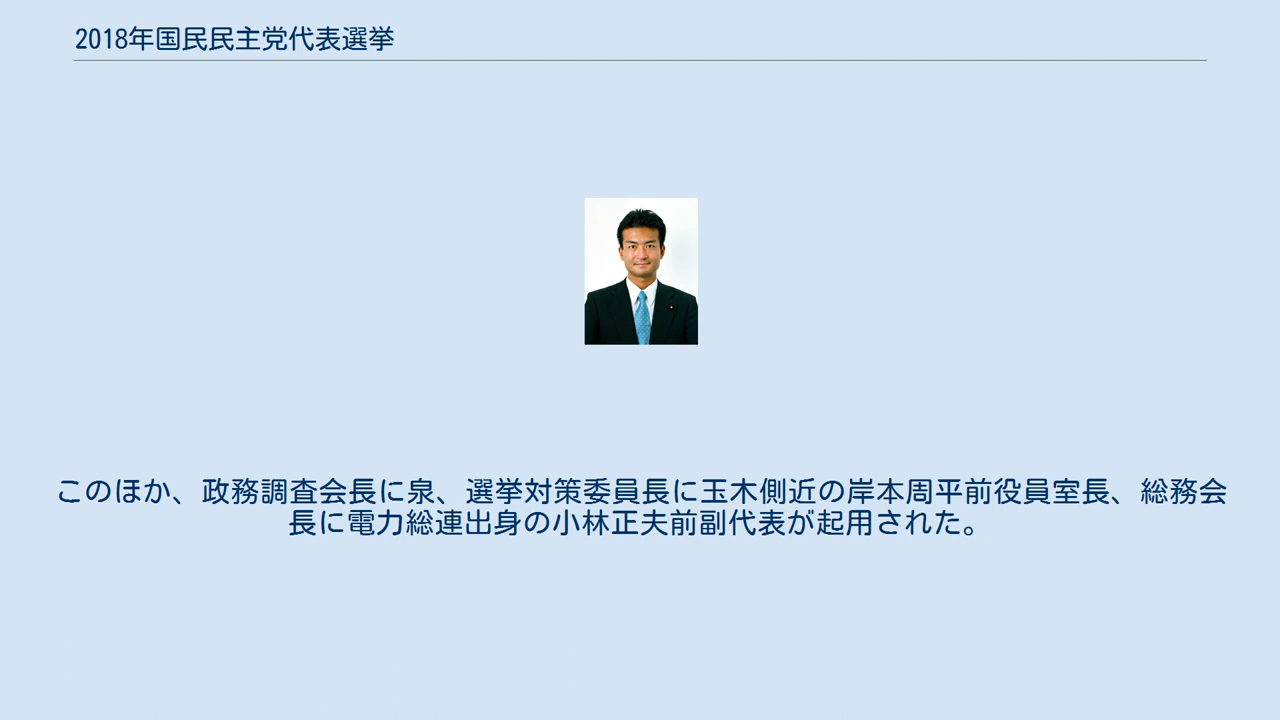 2018年国民民主党代表選挙
このほか、政務調査会長に泉、選挙対策委員長に玉木側近の岸本周平前役員室長、総務会
長に電力総連出身の小林正夫前副代表が起用された。